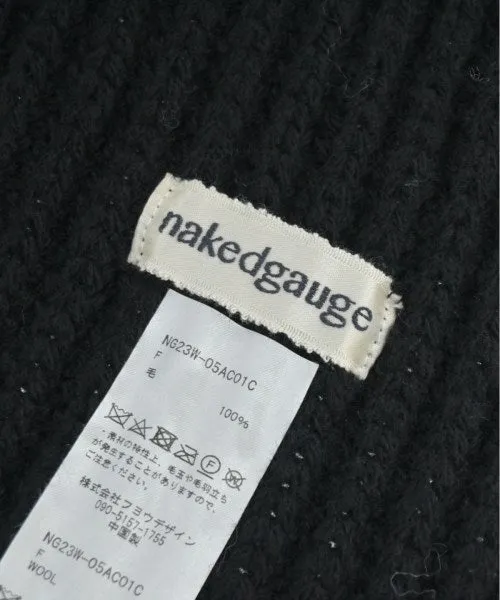 nakedgauge
NG23W-05AC01C
F
毛 100%
・素材の特性上、毛玉や毛羽立ち
が発生することがありますので、
ご注意ください。
株式会社フヨウデザイン
090-5157-1755
中国製
NG23W-05AC01C
F
WOOL